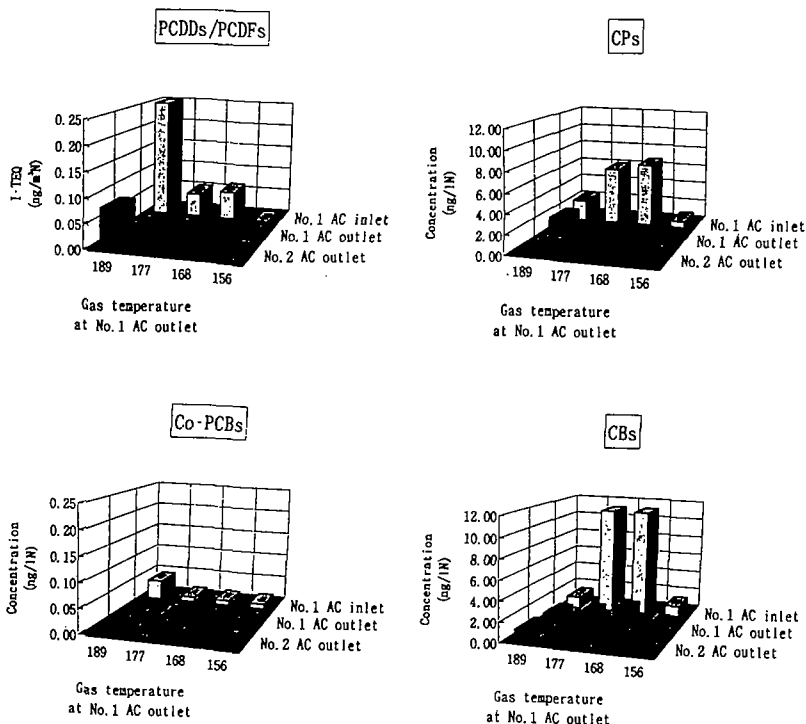 PCDDs/PCDFs
0.25
0.20
0.15
0.10
0.05
0.00
I-TEQ
(ng/m³N)
189
177
168
156
No.1 AC inlet
No.1 AC outlet
No.2 AC outlet
Gas temperature
at No.1 AC outlet
CPs
12.00
10.00
8.00
6.00
4.00
2.00
0.00
Concentration
(ng/lN)
189
177
168
156
No.1 AC inlet
No.1 AC outlet
No.2 AC outlet
Gas temperature
at No.1 AC outlet
Co-PCBs
0.25
0.20
0.15
0.10
0.05
0.00
Concentration
(ng/lN)
189
177
168
156
No.1 AC inlet
No.1 AC outlet
No.2 AC outlet
Gas temperature
at No.1 AC outlet
CBs
12.00
10.00
8.00
6.00
4.00
2.00
0.00
Concentration
(ng/lN)
189
177
168
156
No.1 AC inlet
No.1 AC outlet
No.2 AC outlet
Gas temperature
at No.1 AC outlet